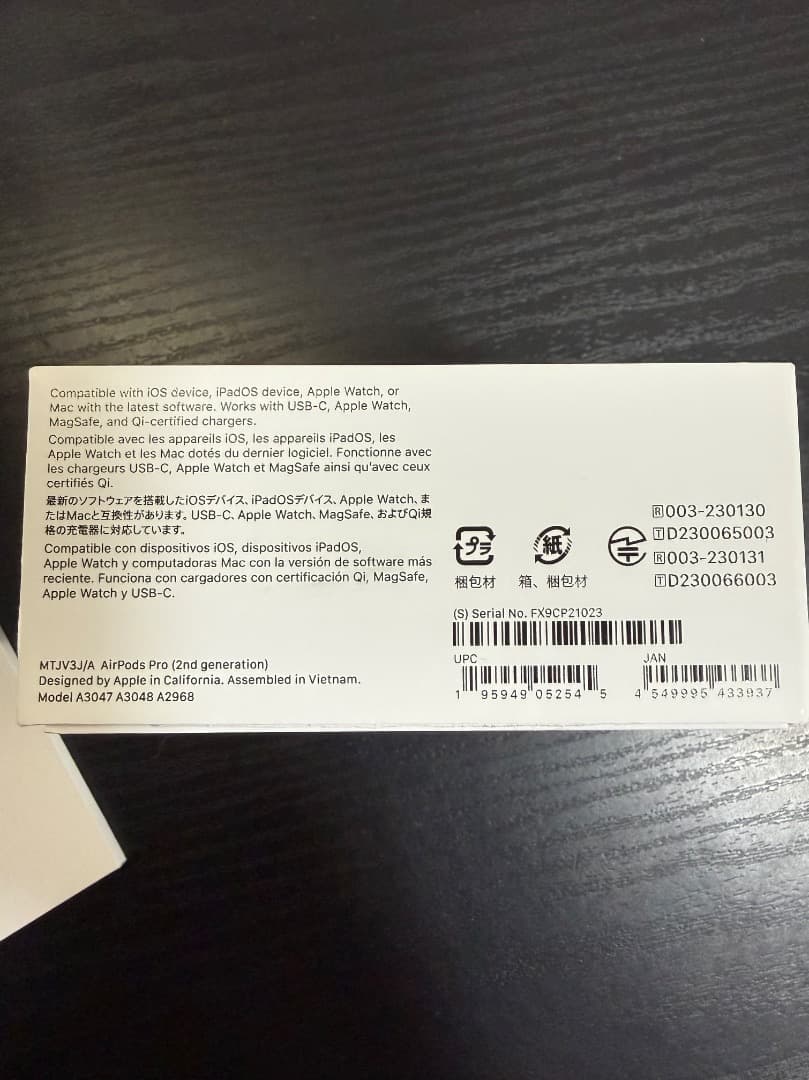 Compatible with iOS device, iPadOS device, Apple Watch, or
Mac with the latest software. Works with USB-C, Apple Watch,
MagSafe, and Qi-certified chargers.
Compatible avec les appareils iOS, les appareils iPadOS, les
Apple Watch et les Mac dotés du dernier logiciel. Fonctionne avec
les chargeurs USB-C, Apple Watch et MagSafe ainsi qu'avec ceux
certifiés Qi.
最新のソフトウェアを搭載したiOSデバイス、iPadOSデバイス、Apple Watch、ま
たはMacと互換性があります。USB-C、Apple Watch、MagSafe、およびQi規
格の充電器に対応しています。
Compatible con dispositivos iOS, dispositivos iPadOS,
Apple Watch y computadoras Mac con la versión de software más
reciente. Funciona con cargadores con certificación Qi, MagSafe,
Apple Watch y USB-C.
MTJV3J/A AirPods Pro (2nd generation)
Designed by Apple in California. Assembled in Vietnam.
Model A3047 A3048 A2968
プラ
梱包材
紙
箱、梱包材
R 003-230130
T D230065003
R 003-230131
T D230066003
(S) Serial No. FX9CP21023
UPC
1 95949 05254 5
JAN
4 549995 433937